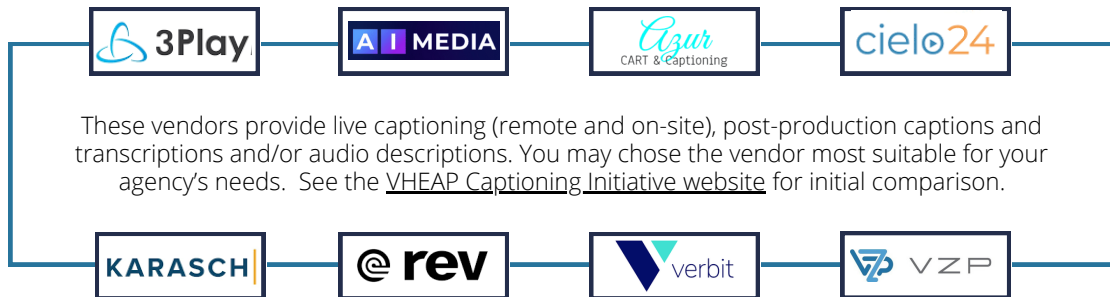 3Play
AI MEDIA
Azur
CART & Captioning
cielo24
These vendors provide live captioning (remote and on-site), post-production captions and
transcriptions and/or audio descriptions. You may chose the vendor most suitable for your
agency’s needs.  See the VHEAP Captioning Initiative website for initial comparison.
KARASCH
rev
verbit
VZP